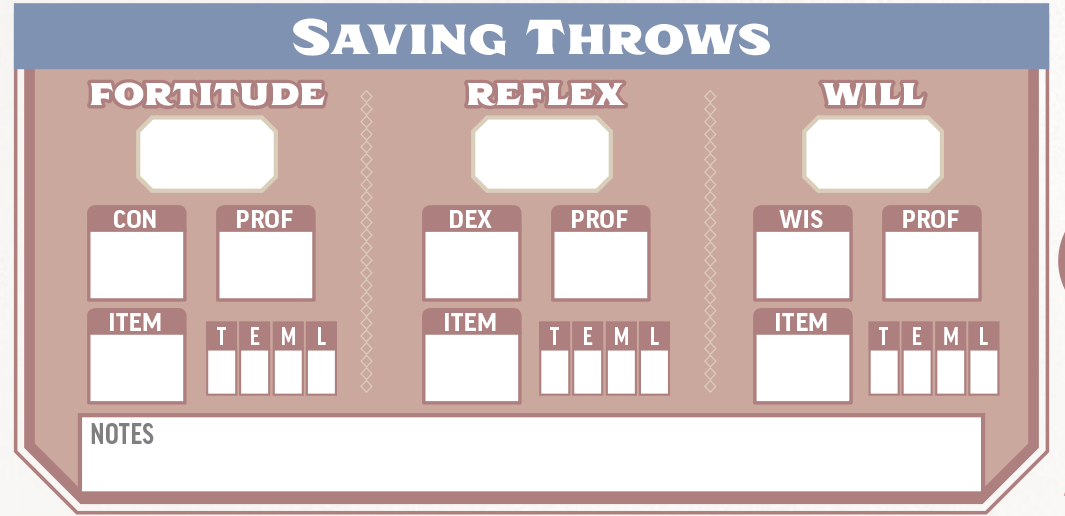 SAVING THROWS
FORTITUDE REFLEX WILL
CON PROF DEX PROF WIS PROF
ITEM T E M L ITEM T E M L ITEM T E M L
NOTES